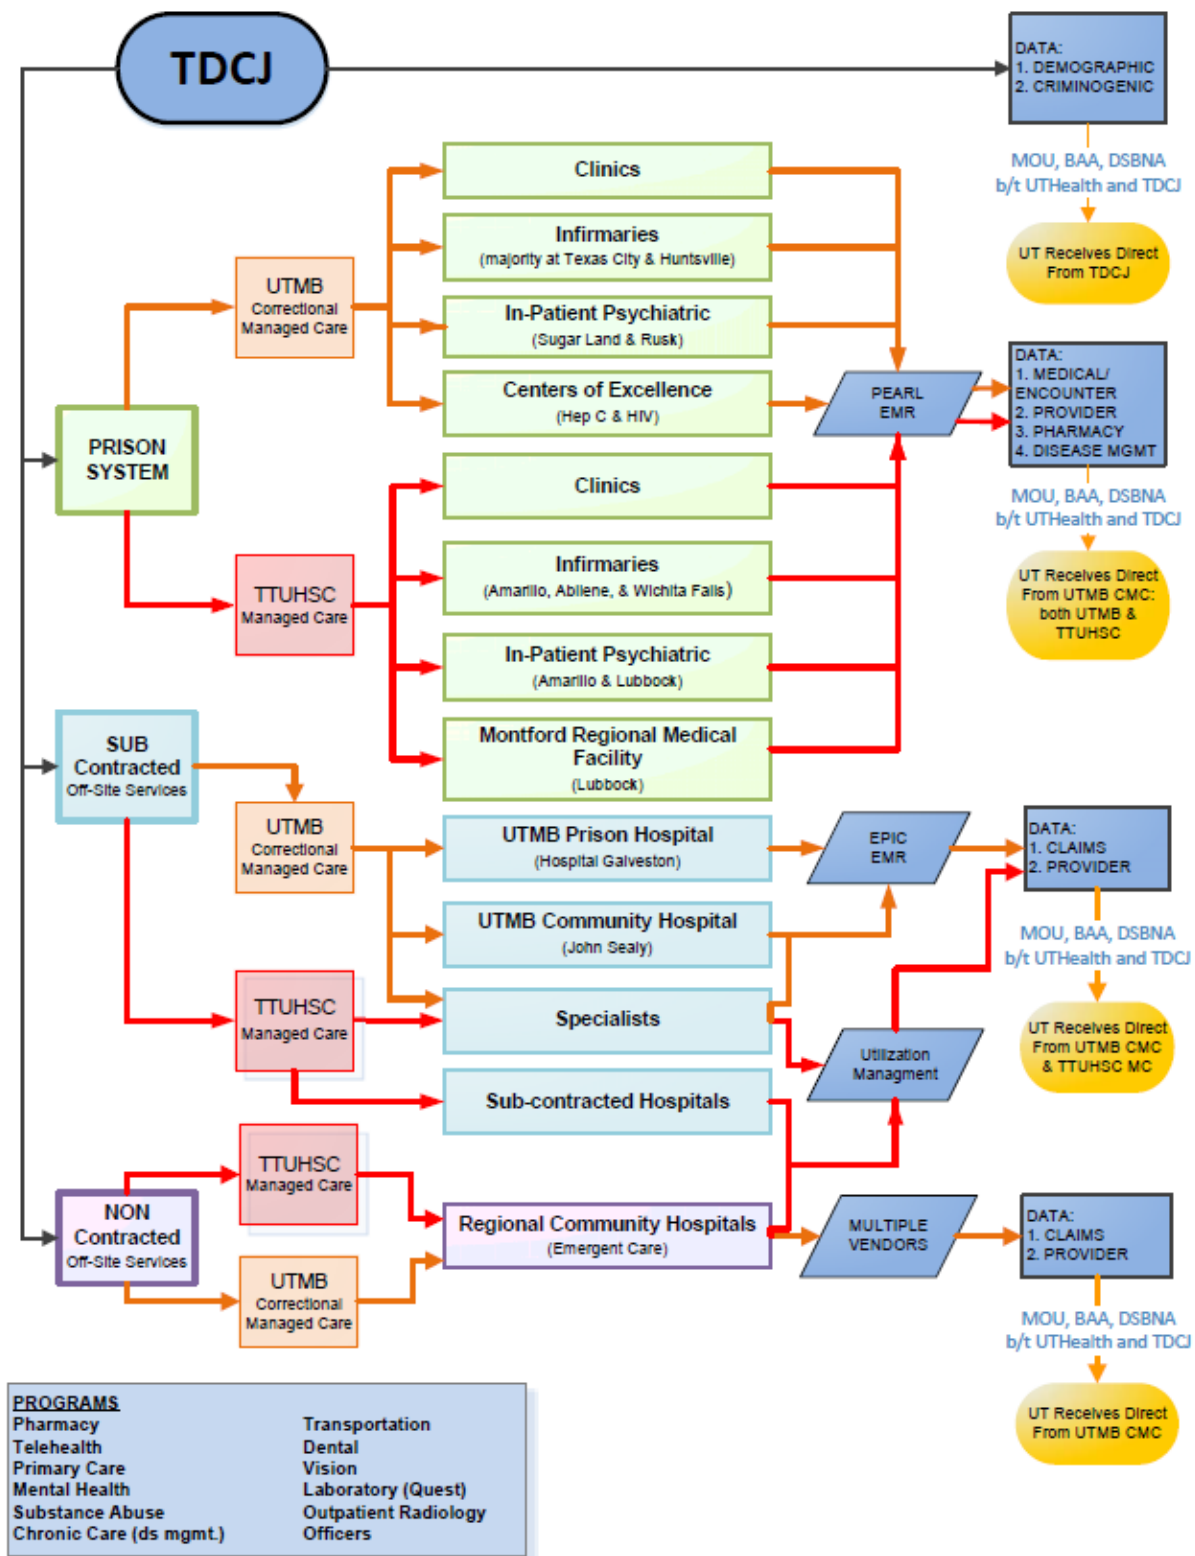 TDCJ
DATA:
1. DEMOGRAPHIC
2. CRIMINOGENIC
MOU, BAA, DSBNA
b/t UTHealth and TDCJ
UT Receives Direct
From TDCJ
PRISON
SYSTEM
UTMB
Correctional
Managed Care
Clinics
Infirmaries
(majority at Texas City & Huntsville)
In-Patient Psychiatric
(Sugar Land & Rusk)
Centers of Excellence
(Hep C & HIV)
PEARL
EMR
DATA:
1. MEDICAL/
ENCOUNTER
2. PROVIDER
3. PHARMACY
4. DISEASE MGMT
MOU, BAA, DSBNA
b/t UTHealth and TDCJ
UT Receives Direct
From UTMB CMC:
both UTMB &
TTUHSC
TTUHSC
Managed Care
Clinics
Infirmaries
(Amarillo, Abilene, & Wichita Falls)
In-Patient Psychiatric
(Amarillo & Lubbock)
Montford Regional Medical
Facility
(Lubbock)
SUB
Contracted
Off-Site Services
UTMB
Correctional
Managed Care
UTMB Prison Hospital
(Hospital Galveston)
UTMB Community Hospital
(John Sealy)
EPIC
EMR
DATA:
1. CLAIMS
2. PROVIDER
MOU, BAA, DSBNA
b/t UTHealth and TDCJ
UT Receives Direct
From UTMB CMC
& TTUHSC MC
TTUHSC
Managed Care
Specialists
Sub-contracted Hospitals
Utilization
Managment
NON
Contracted
Off-Site Services
TTUHSC
Managed Care
UTMB
Correctional
Managed Care
Regional Community Hospitals
(Emergent Care)
MULTIPLE
VENDORS
DATA:
1. CLAIMS
2. PROVIDER
MOU, BAA, DSBNA
b/t UTHealth and TDCJ
UT Receives Direct
From UTMB CMC
PROGRAMS
Pharmacy
Telehealth
Primary Care
Mental Health
Substance Abuse
Chronic Care (ds mgmt.)
Transportation
Dental
Vision
Laboratory (Quest)
Outpatient Radiology
Officers